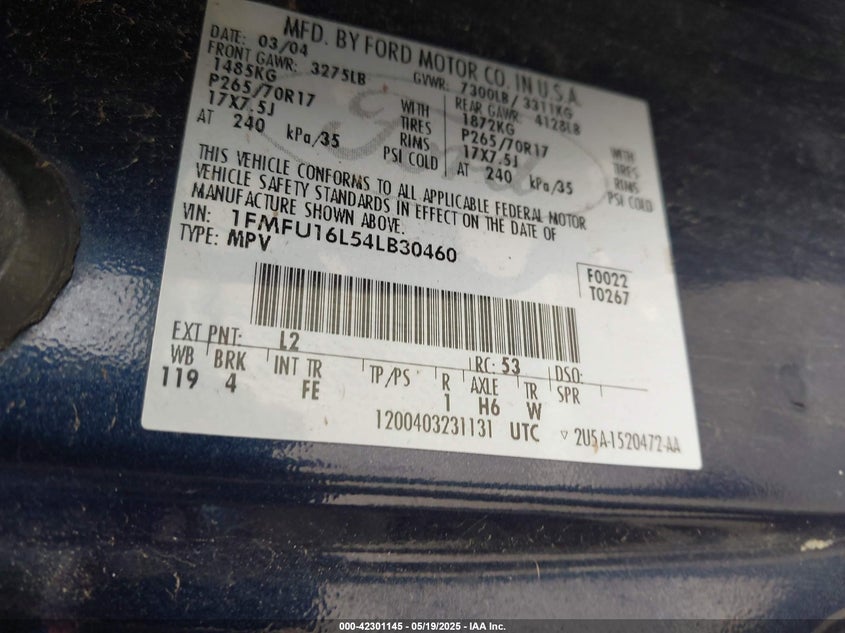 MFD. BY FORD MOTOR CO. IN U.S.A.
DATE: 03/04 GVWR: 7300LB / 3311KG
FRONT GAWR: 3275LB REAR GAWR: 4128LB
1485KG WITH 1872KG WITH
P265/70R17 TIRES P265/70R17 TIRES
17X7.5J RIMS 17X7.5J RIMS
AT 240 kPa/35 PSI COLD AT 240 kPa/35 PSI COLD
THIS VEHICLE CONFORMS TO ALL APPLICABLE FEDERAL MOTOR
VEHICLE SAFETY STANDARDS IN EFFECT ON THE DATE OF
MANUFACTURE SHOWN ABOVE.
VIN: 1FMFU16L54LB30460
TYPE: MPV
F0022
T0267
EXT PNT: L2 RC: 53 DSO:
WB BRK INT TR TP/PS R AXLE TR SPR
119 4 FE 1 H6 W
1200403231131 UTC ▽ 2U5A-1520472-AA
Ford
000-42301145 - 05/19/2025 - IAA Inc.